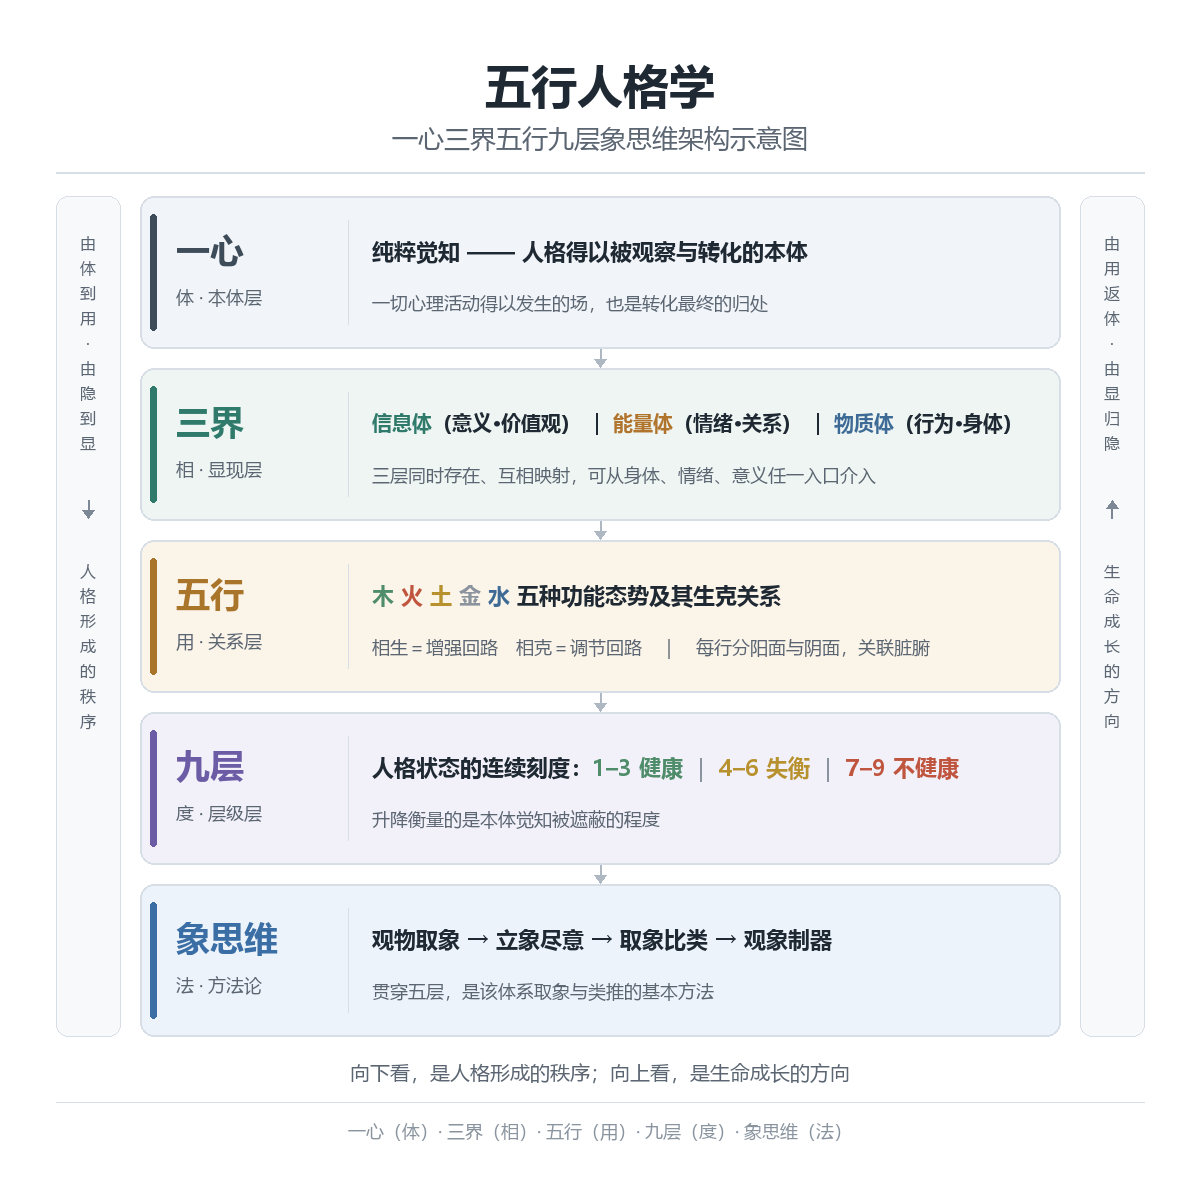 五行人格学
一心三界五行九层象思维架构示意图
由体到用·由隐到显
人格形成的秩序
一心
体 · 本体层
纯粹觉知 —— 人格得以被观察与转化的本体
一切心理活动得以发生的场，也是转化最终的归处
三界
相 · 显现层
信息体（意义•价值观） | 能量体（情绪•关系） | 物质体（行为•身体）
三层同时存在、互相映射，可从身体、情绪、意义任一入口介入
五行
用 · 关系层
木 火 土 金 水 五种功能态势及其生克关系
相生＝增强回路 相克＝调节回路 | 每行分阳面与阴面，关联脏腑
九层
度 · 层级层
人格状态的连续刻度：1–3 健康 | 4–6 失衡 | 7–9 不健康
升降衡量的是本体觉知被遮蔽的程度
象思维
法 · 方法论
观物取象 → 立象尽意 → 取象比类 → 观象制器
贯穿五层，是该体系取象与类推的基本方法
由用返体·由显归隐
生命成长的方向
向下看，是人格形成的秩序；向上看，是生命成长的方向
一心（体）· 三界（相）· 五行（用）· 九层（度）· 象思维（法）